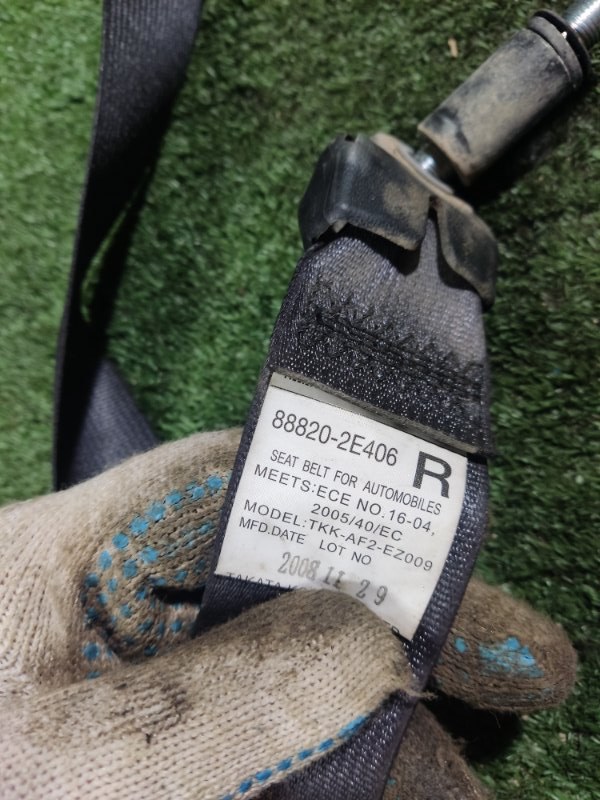 88820-2E406
R
SEAT BELT FOR AUTOMOBILES
MEETS:ECE NO.16-04,
2005/40/EC
MODEL:TKK-AF2-EZ009
MFD.DATE LOT NO
2008 11 29
TAKATA